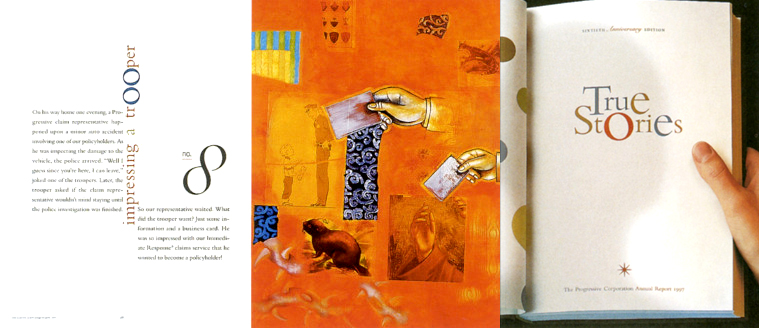 impressing a trOOper
On his way home one evening, a Pro-
gressive claim representative hap-
pened upon a minor auto accident
involving one of our policyholders. As
he was inspecting the damage to the
vehicle, the police arrived. "Well I
guess since you're here, I can leave,"
joked one of the troopers. Later, the
trooper asked if the claim repre-
sentative wouldn't mind staying until
the police investigation was finished.
no.
8
So our representative waited. What
did the trooper want? Just some in-
formation and a business card. He
was so impressed with our Immedi-
ate Response® claims service that he
wanted to become a policyholder!
SIXTIETH Anniversary EDITION
True
StOries
The Progressive Corporation Annual Report 1997